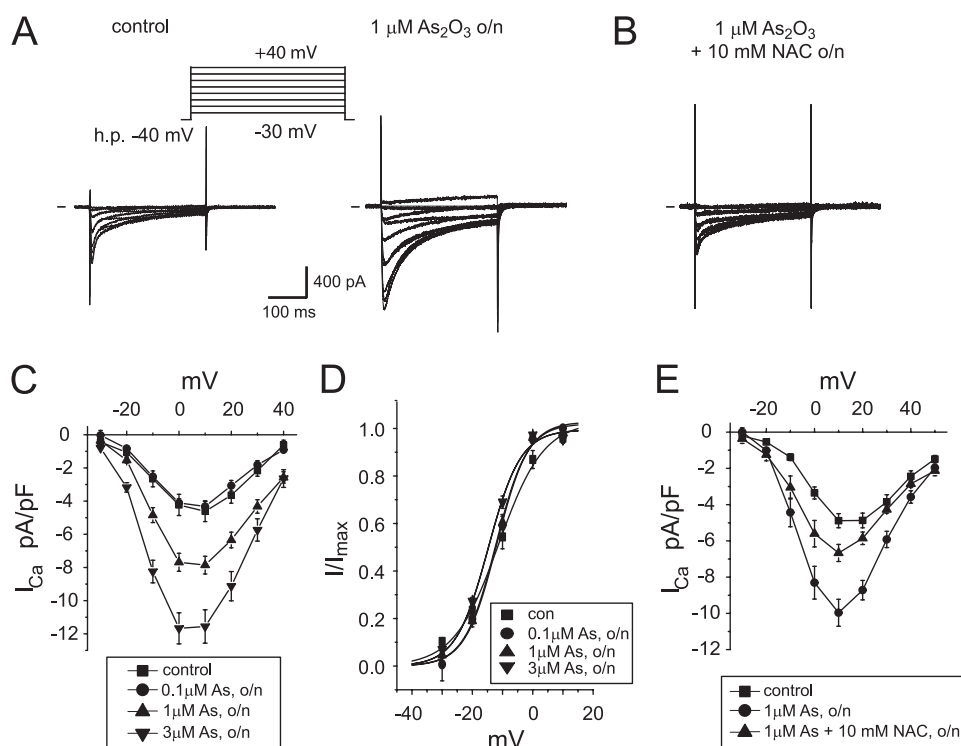 A
control
1 μM As₂O₃ o/n
B
1 μM As₂O₃
+ 10 mM NAC o/n
+40 mV
h.p. -40 mV
-30 mV
400 pA
100 ms
C
mV
-20 0 20 40
0
-2
-4
-6
-8
-10
-12
I_Ca pA/pF
control
0.1μM As, o/n
1μM As, o/n
3μM As, o/n
D
1.0
0.8
0.6
0.4
0.2
0.0
I/I_max
con
0.1μM As, o/n
1μM As, o/n
3μM As, o/n
-40 -20 0 20
mV
E
mV
-20 0 20 40
0
-2
-4
-6
-8
-10
-12
I_Ca pA/pF
control
1μM As, o/n
1μM As + 10 mM NAC, o/n